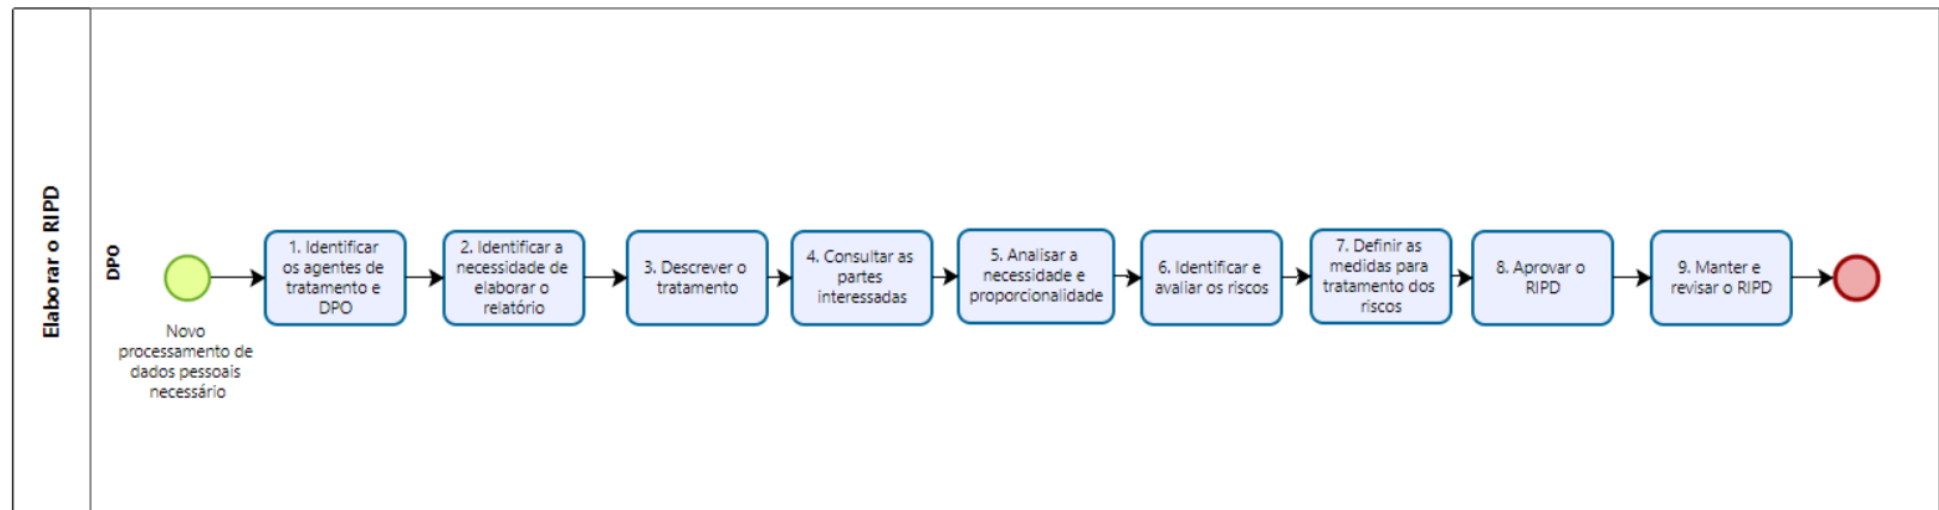 Elaborar o RIPD
DPO
Novo
processamento de
dados pessoais
necessário
1. Identificar
os agentes de
tratamento e
DPO
2. Identificar a
necessidade de
elaborar o
relatório
3. Descrever o
tratamento
4. Consultar as
partes
interessadas
5. Analisar a
necessidade e
proporcionalidade
6. Identificar e
avaliar os riscos
7. Definir as
medidas para
tratamento dos
riscos
8. Aprovar o
RIPD
9. Manter e
revisar o RIPD